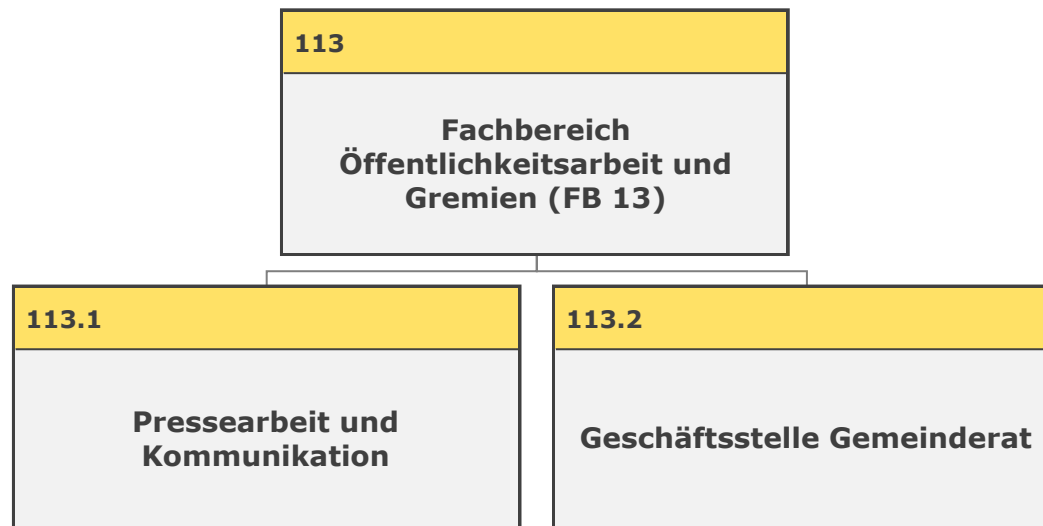 113
Fachbereich
Öffentlichkeitsarbeit und
Gremien (FB 13)
113.1
Pressearbeit und
Kommunikation
113.2
Geschäftsstelle Gemeinderat